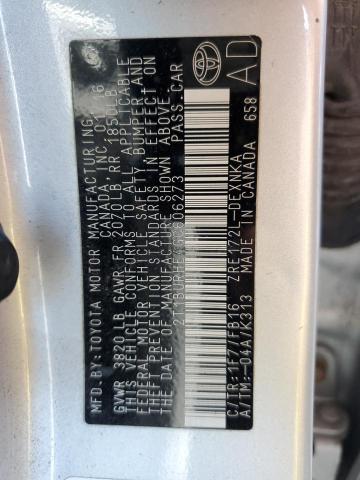 MFD. BY: TOYOTA MOTOR MANUFACTURING
CANADA, INC. 01/16
GVWR 3820 LB GAWR FR 2070 LB RR 1850 LB
THIS VEHICLE CONFORMS TO ALL APPLICABLE
FEDERAL MOTOR VEHICLE SAFETY BUMPER, AND
THEFT PREVENTION STANDARDS IN EFFECT ON
THE DATE OF MANUFACTURE SHOWN ABOVE.
PASS. CAR
C/TR: 1F7/FB16 ZRE172L-DEXNKA
A/TM: -04A/K313 MADE IN CANADA 658
AD